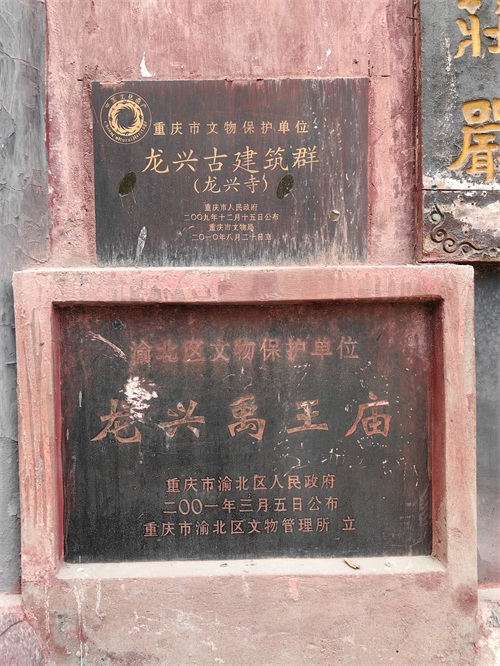 重庆市文物保护单位
龙兴古建筑群
(龙兴寺)
重庆市人民政府
二〇〇九年十二月十五日公布
重庆市文物局
二〇一〇年八月二十日立
渝北区文物保护单位
龙兴禹王庙
重庆市渝北区人民政府
二〇〇一年三月五日公布
重庆市渝北区文物管理所 立
莊